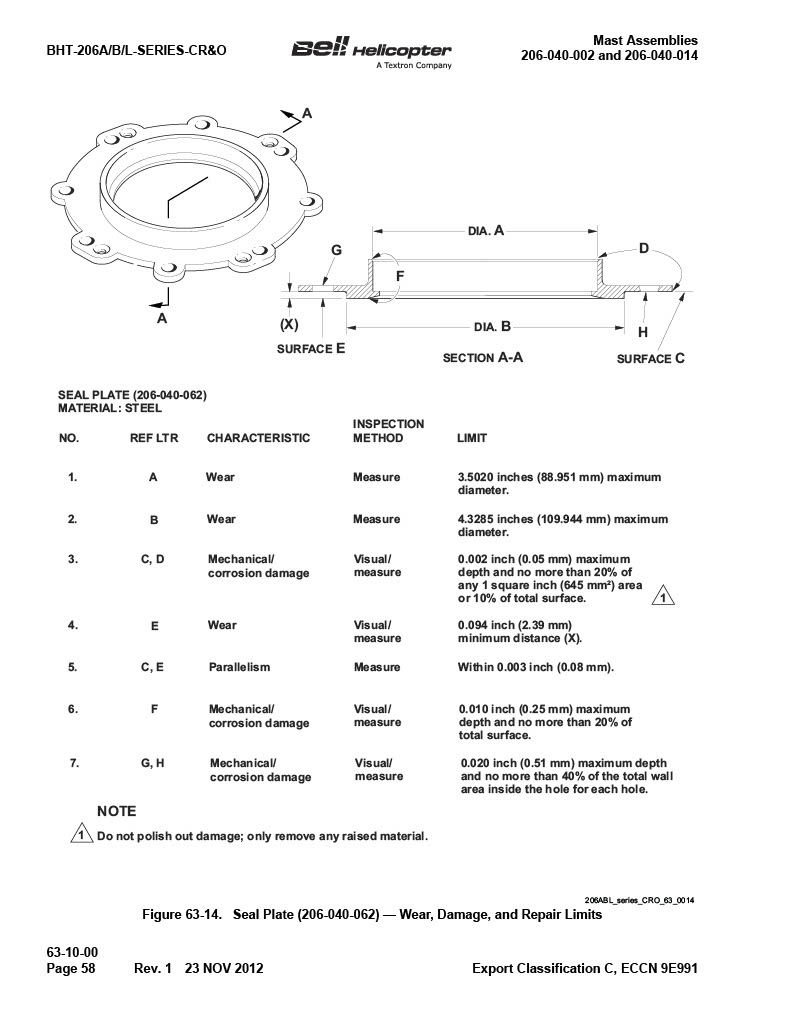 BHT-206A/B/L-SERIES-CR&O
Bell Helicopter
A Textron Company
Mast Assemblies
206-040-002 and 206-040-014
A
A
DIA. A
G
D
F
(X)
DIA. B
H
SURFACE E
SECTION A-A
SURFACE C
SEAL PLATE (206-040-062)
MATERIAL: STEEL
NO. REF LTR CHARACTERISTIC INSPECTION METHOD LIMIT
1. A Wear Measure 3.5020 inches (88.951 mm) maximum
diameter.
2. B Wear Measure 4.3285 inches (109.944 mm) maximum
diameter.
3. C, D Mechanical/ Visual/ 0.002 inch (0.05 mm) maximum
corrosion damage measure depth and no more than 20% of
any 1 square inch (645 mm²) area
or 10% of total surface. 1
4. E Wear Visual/ 0.094 inch (2.39 mm)
measure minimum distance (X).
5. C, E Parallelism Measure Within 0.003 inch (0.08 mm).
6. F Mechanical/ Visual/ 0.010 inch (0.25 mm) maximum
corrosion damage measure depth and no more than 20% of
total surface.
7. G, H Mechanical/ Visual/ 0.020 inch (0.51 mm) maximum depth
corrosion damage measure and no more than 40% of the total wall
area inside the hole for each hole.
NOTE
1 Do not polish out damage; only remove any raised material.
206ABL_series_CRO_63_0014
Figure 63-14. Seal Plate (206-040-062) — Wear, Damage, and Repair Limits
63-10-00
Page 58 Rev. 1 23 NOV 2012 Export Classification C, ECCN 9E991